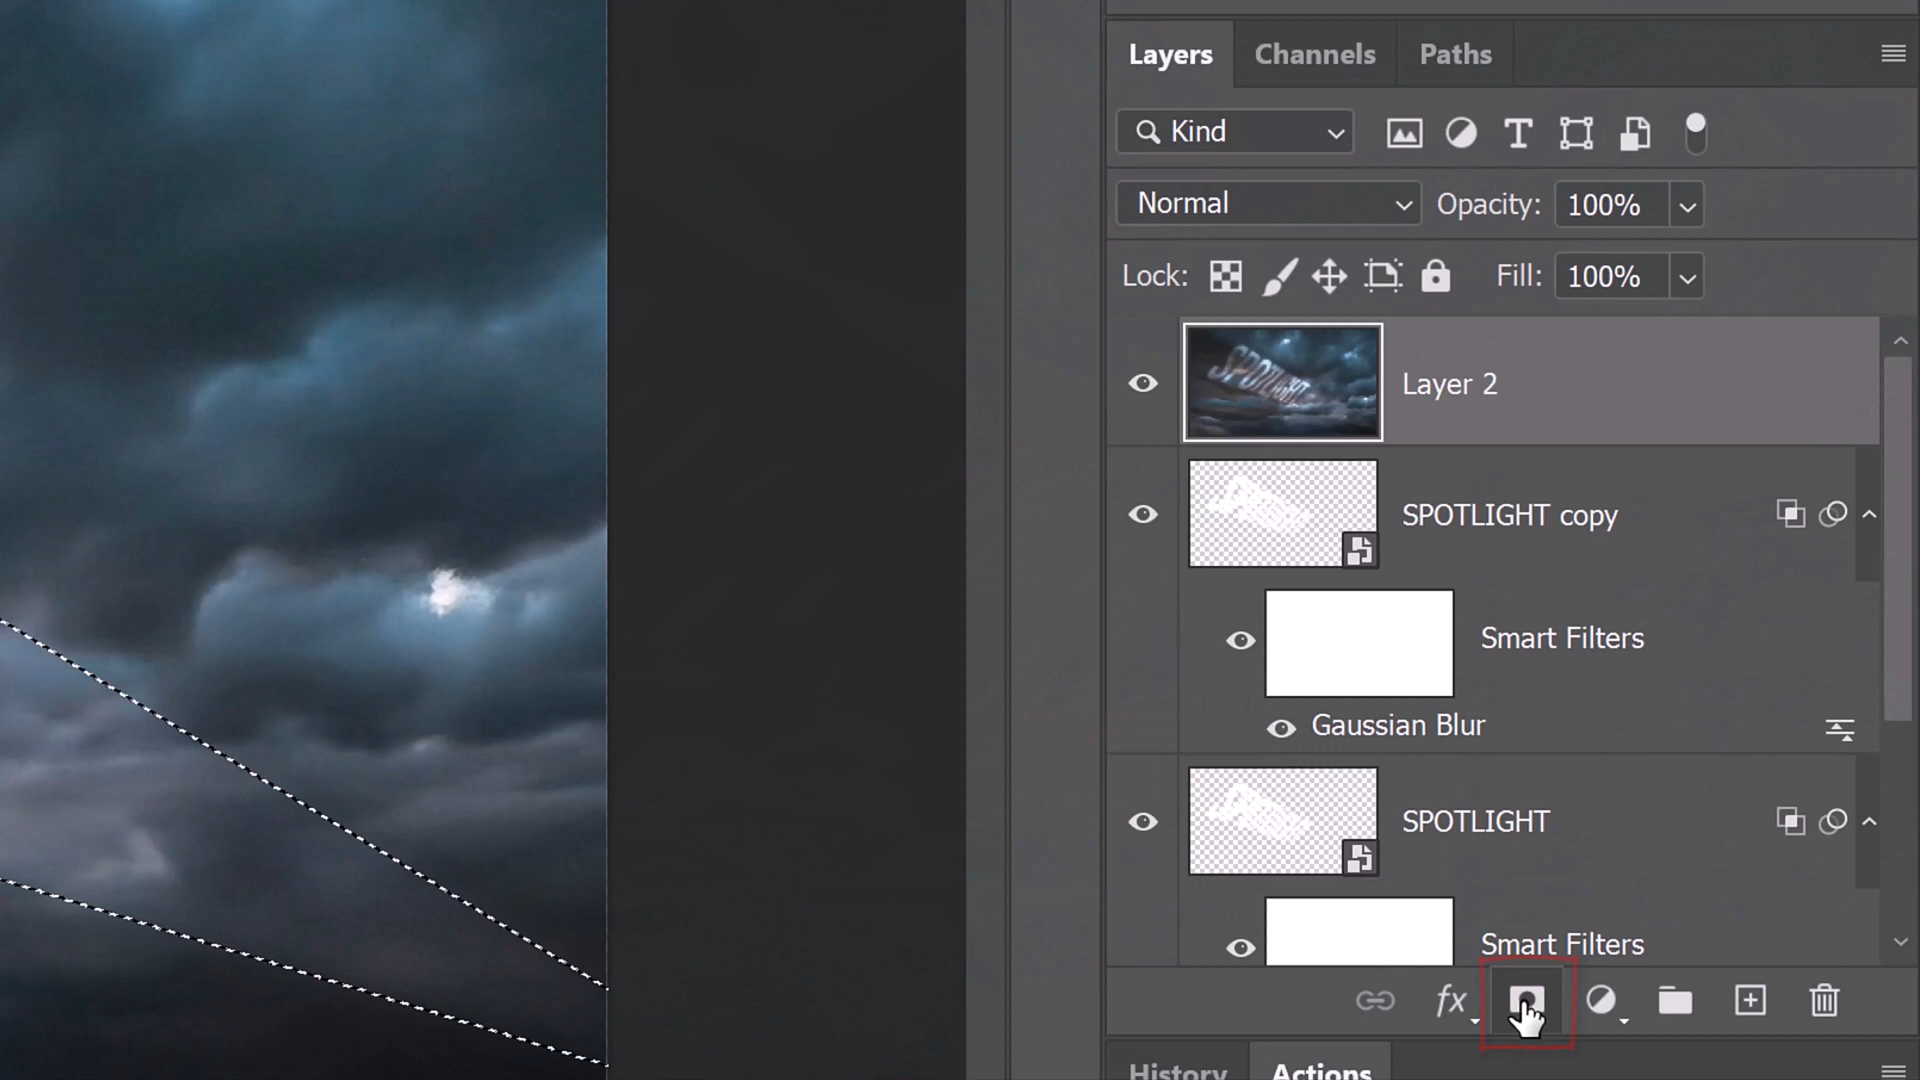 Layers Channels Paths
Kind
Normal Opacity: 100%
Lock: Fill: 100%
SPOTLIGHT
Layer 2
SPOTLIGHT copy
Smart Filters
Gaussian Blur
SPOTLIGHT
Smart Filters
fx
History Actions